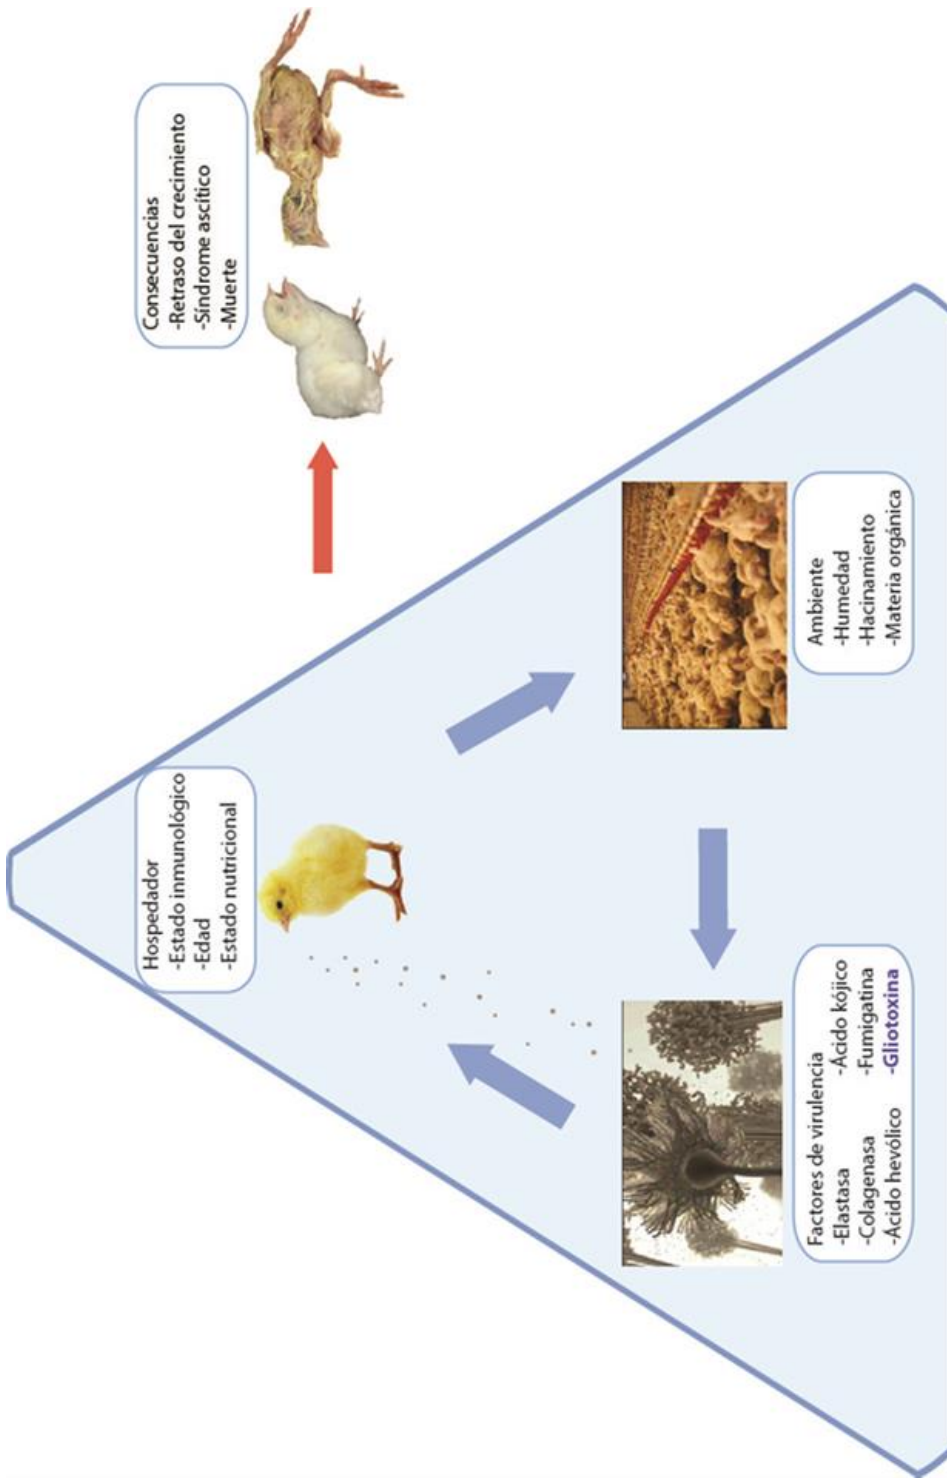 Hospedador
-Estado inmunológico
-Edad
-Estado nutricional
Consecuencias
-Retraso del crecimiento
-Síndrome ascítico
-Muerte
Factores de virulencia
-Elastasa -Ácido kójico
-Colagenasa -Fumigatina
-Ácido hevólico -Gliotoxina
Ambiente
-Humedad
-Hacinamiento
-Materia orgánica